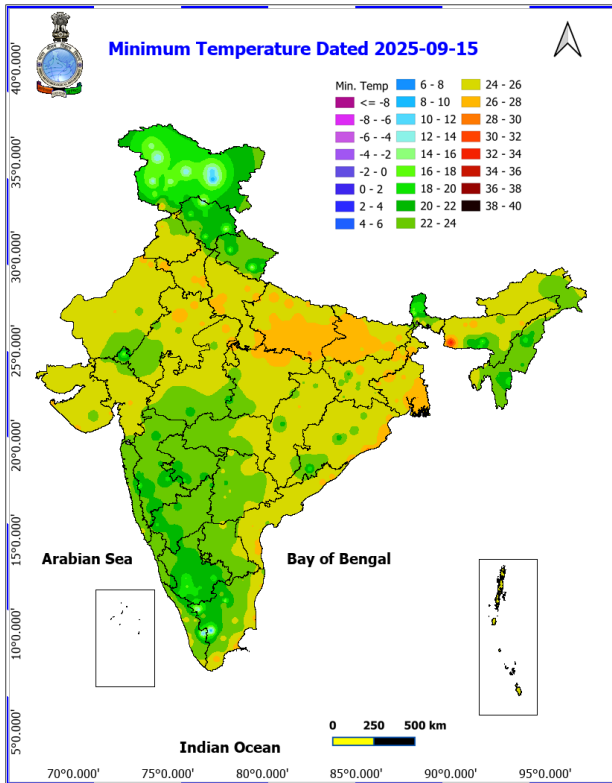 Minimum Temperature Dated 2025-09-15
Min. Temp
<= -8
-8 - -6
-6 - -4
-4 - -2
-2 - 0
0 - 2
2 - 4
4 - 6
6 - 8
8 - 10
10 - 12
12 - 14
14 - 16
16 - 18
18 - 20
20 - 22
22 - 24
24 - 26
26 - 28
28 - 30
30 - 32
32 - 34
34 - 36
36 - 38
38 - 40
40°0.000'
35°0.000'
30°0.000'
25°0.000'
20°0.000'
15°0.000'
10°0.000'
5°0.000'
Arabian Sea
Bay of Bengal
Indian Ocean
0 250 500 km
70°0.000' 75°0.000' 80°0.000' 85°0.000' 90°0.000' 95°0.000'